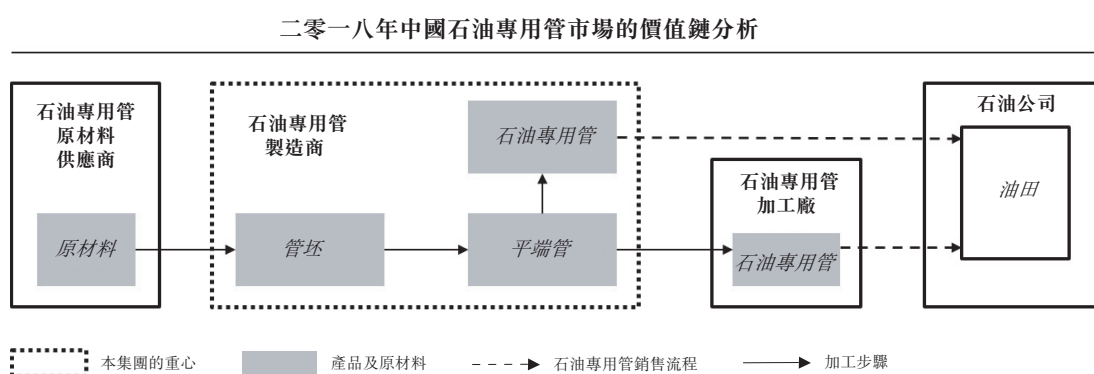 二零一八年中國石油專用管市場的價值鏈分析
石油專用管
原材料
供應商
原材料
石油專用管
製造商
管坯
石油專用管
平端管
石油專用管
加工廠
石油專用管
石油公司
油田
本集團的重心
產品及原材料
石油專用管銷售流程
加工步驟